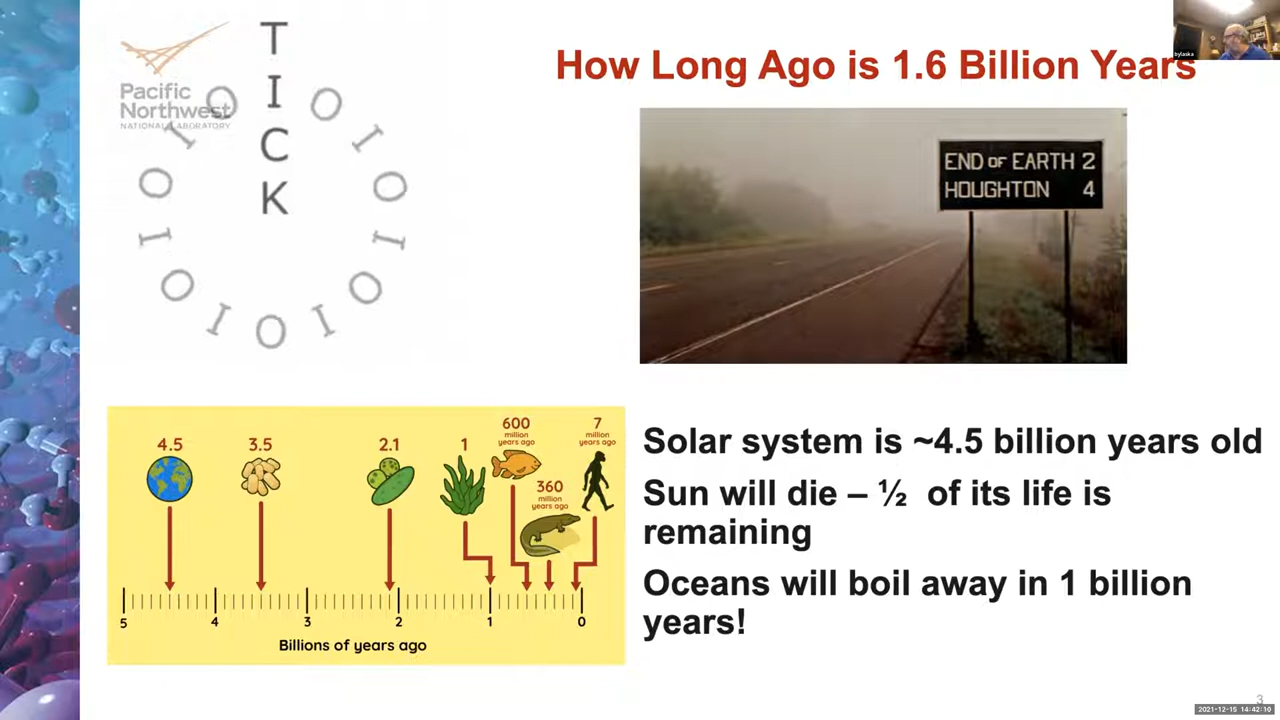 Pacific
Northwest
NATIONAL LABORATORY
T
I
C
K
O
I
O
I
O
I
O
I
O
I
O
I
O
How Long Ago is 1.6 Billion Years
bylaska
END OF EARTH 2
HOUGHTON 4
4.5
3.5
2.1
1
600
million
years ago
360
million
years ago
7
million
years ago
5 4 3 2 1 0
Billions of years ago
Solar system is ~4.5 billion years old
Sun will die – ½ of its life is
remaining
Oceans will boil away in 1 billion
years!
3
2021-12-15 14:42:10